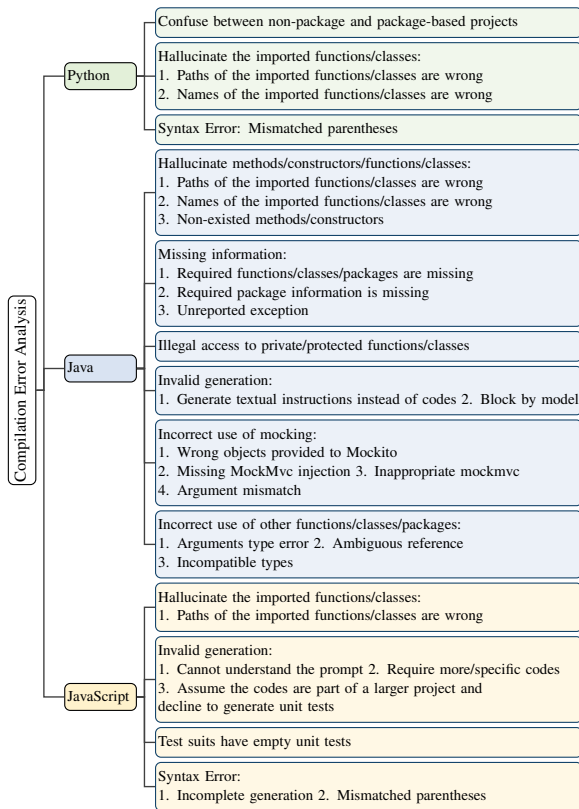 Compilation Error Analysis
Python
Confuse between non-package and package-based projects
Hallucinate the imported functions/classes:
1. Paths of the imported functions/classes are wrong
2. Names of the imported functions/classes are wrong
Syntax Error: Mismatched parentheses
Java
Hallucinate methods/constructors/functions/classes:
1. Paths of the imported functions/classes are wrong
2. Names of the imported functions/classes are wrong
3. Non-existed methods/constructors
Missing information:
1. Required functions/classes/packages are missing
2. Required package information is missing
3. Unreported exception
Illegal access to private/protected functions/classes
Invalid generation:
1. Generate textual instructions instead of codes 2. Block by model
Incorrect use of mocking:
1. Wrong objects provided to Mockito
2. Missing MockMvc injection 3. Inappropriate mockmvc
4. Argument mismatch
Incorrect use of other functions/classes/packages:
1. Arguments type error 2. Ambiguous reference
3. Incompatible types
JavaScript
Hallucinate the imported functions/classes:
1. Paths of the imported functions/classes are wrong
Invalid generation:
1. Cannot understand the prompt 2. Require more/specific codes
3. Assume the codes are part of a larger project and
decline to generate unit tests
Test suits have empty unit tests
Syntax Error:
1. Incomplete generation 2. Mismatched parentheses